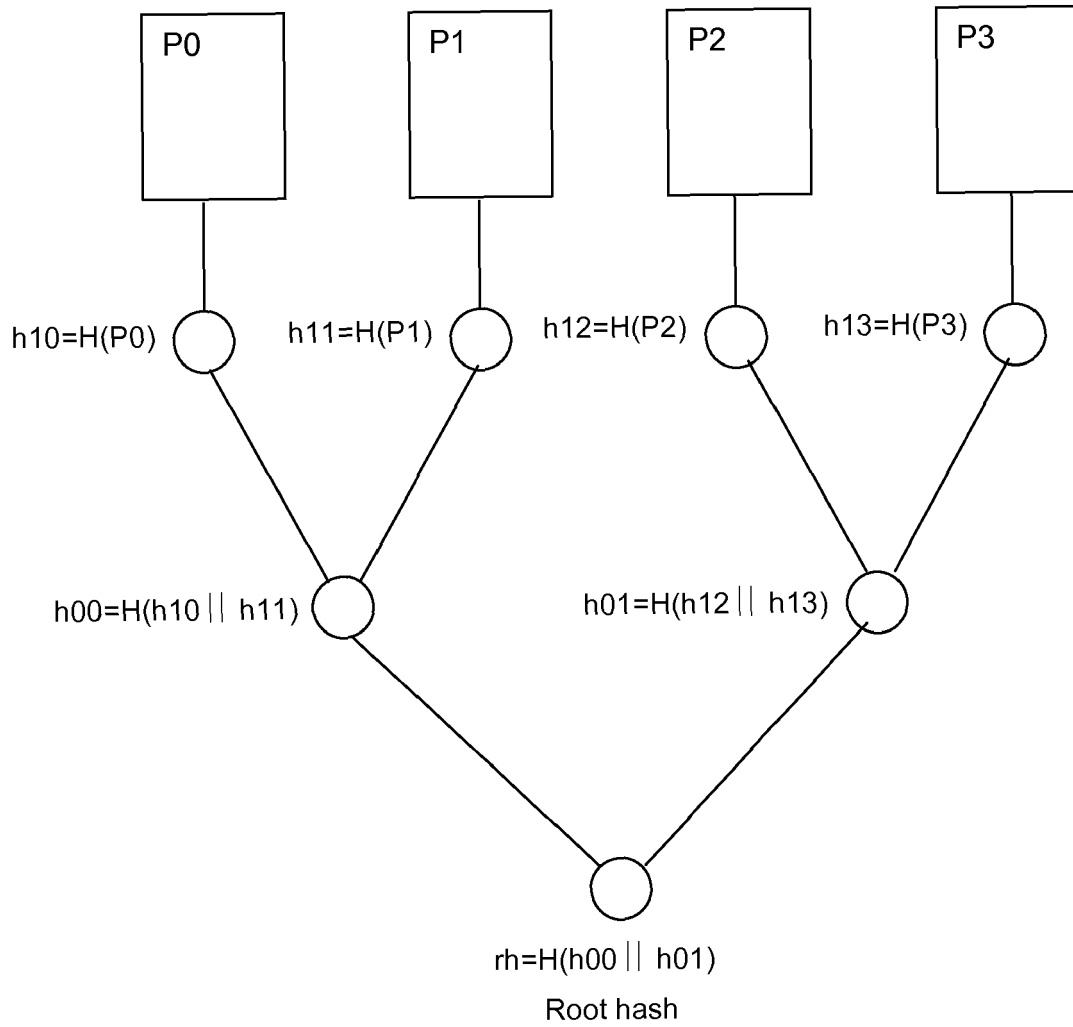 P0
P1
P2
P3
h10=H(P0)
h11=H(P1)
h12=H(P2)
h13=H(P3)
h00=H(h10 || h11)
h01=H(h12 || h13)
rh=H(h00 || h01)
Root hash